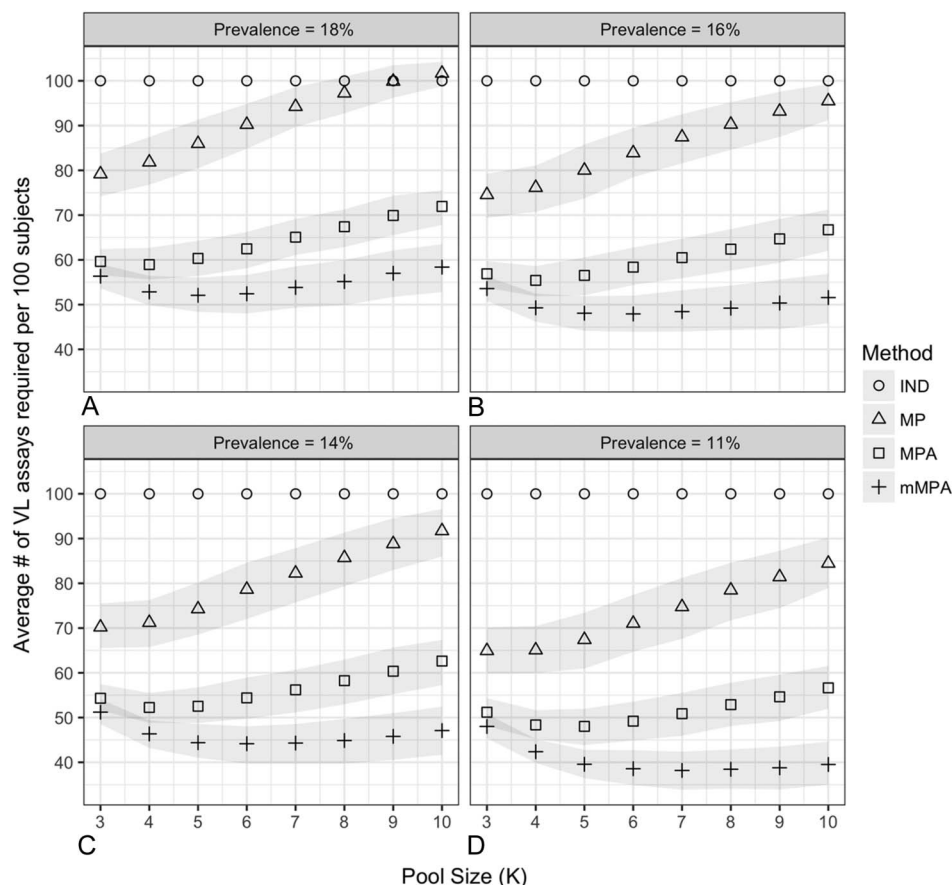 Prevalence = 18%
Prevalence = 16%
100
90
80
70
60
50
40
A
B
Prevalence = 14%
Prevalence = 11%
100
90
80
70
60
50
40
3 4 5 6 7 8 9 10
3 4 5 6 7 8 9 10
C
D
Average # of VL assays required per 100 subjects
Pool Size (K)
Method
IND
MP
MPA
mMPA